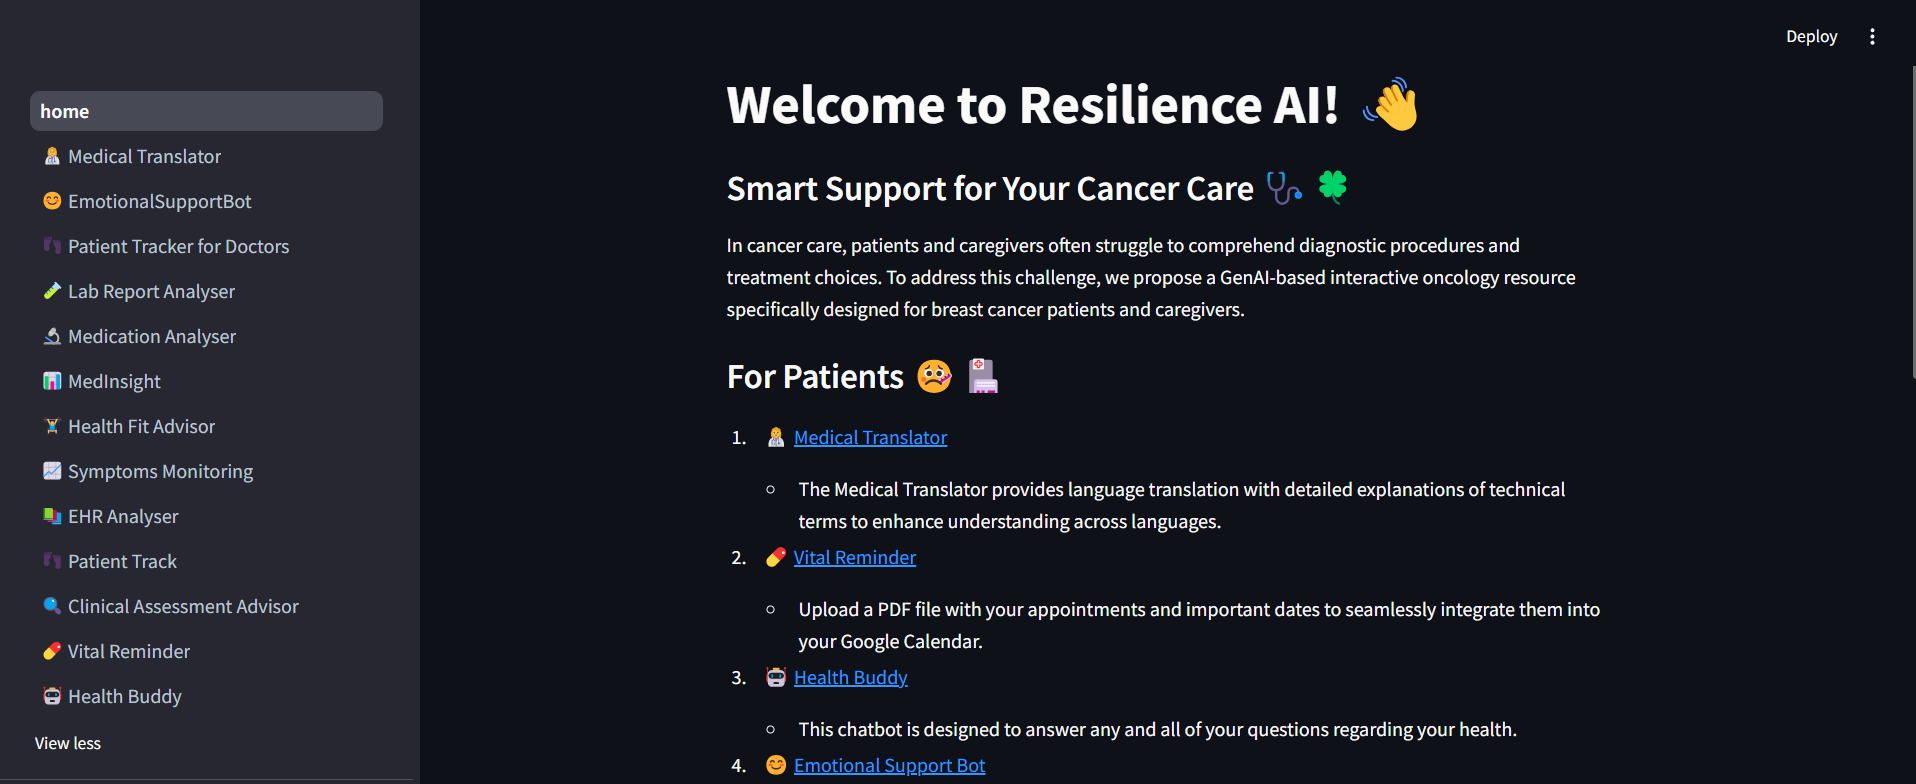 Deploy
home
Medical Translator
EmotionalSupportBot
Patient Tracker for Doctors
Lab Report Analyser
Medication Analyser
MedInsight
Health Fit Advisor
Symptoms Monitoring
EHR Analyser
Patient Track
Clinical Assessment Advisor
Vital Reminder
Health Buddy
View less
Welcome to Resilience AI! 👋
Smart Support for Your Cancer Care 🩺 🍀
In cancer care, patients and caregivers often struggle to comprehend diagnostic procedures and
treatment choices. To address this challenge, we propose a GenAI-based interactive oncology resource
specifically designed for breast cancer patients and caregivers.
For Patients 🤒 🏥
1. Medical Translator
The Medical Translator provides language translation with detailed explanations of technical
terms to enhance understanding across languages.
2. Vital Reminder
Upload a PDF file with your appointments and important dates to seamlessly integrate them into
your Google Calendar.
3. Health Buddy
This chatbot is designed to answer any and all of your questions regarding your health.
4. Emotional Support Bot